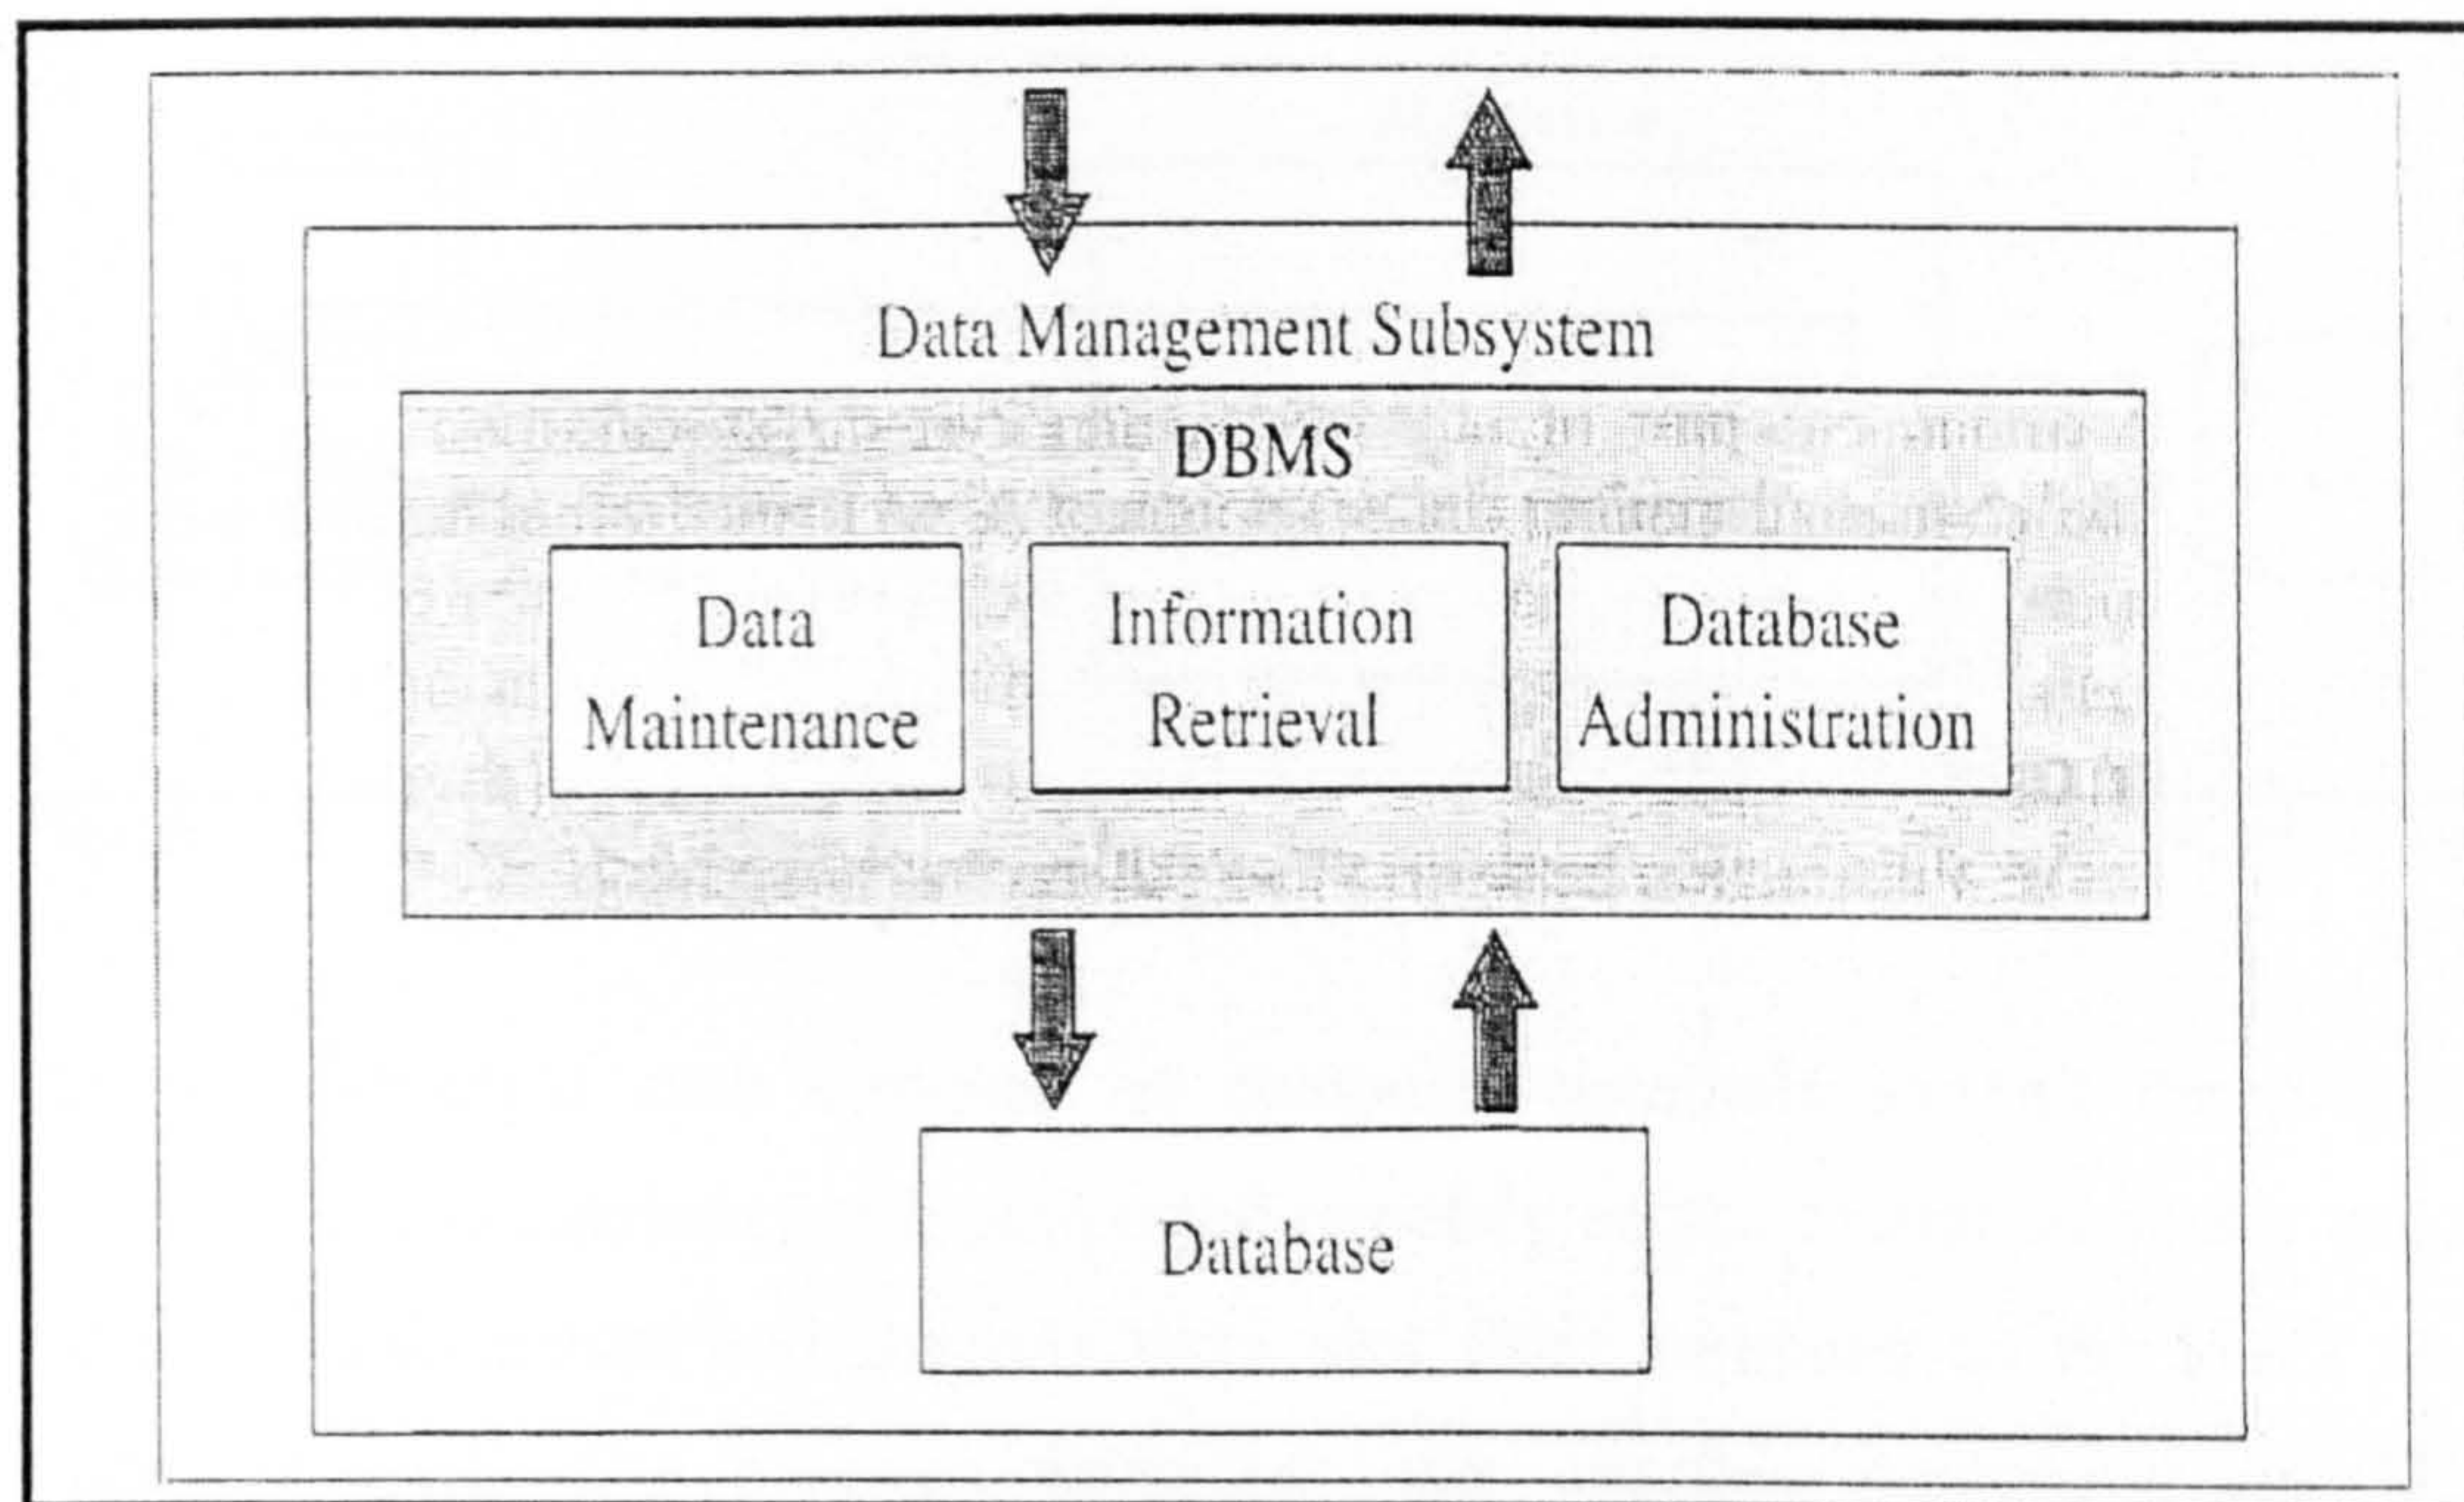 Data Management Subsystem
DBMS
Data
Maintenance
Information
Retrieval
Database
Administration
Database